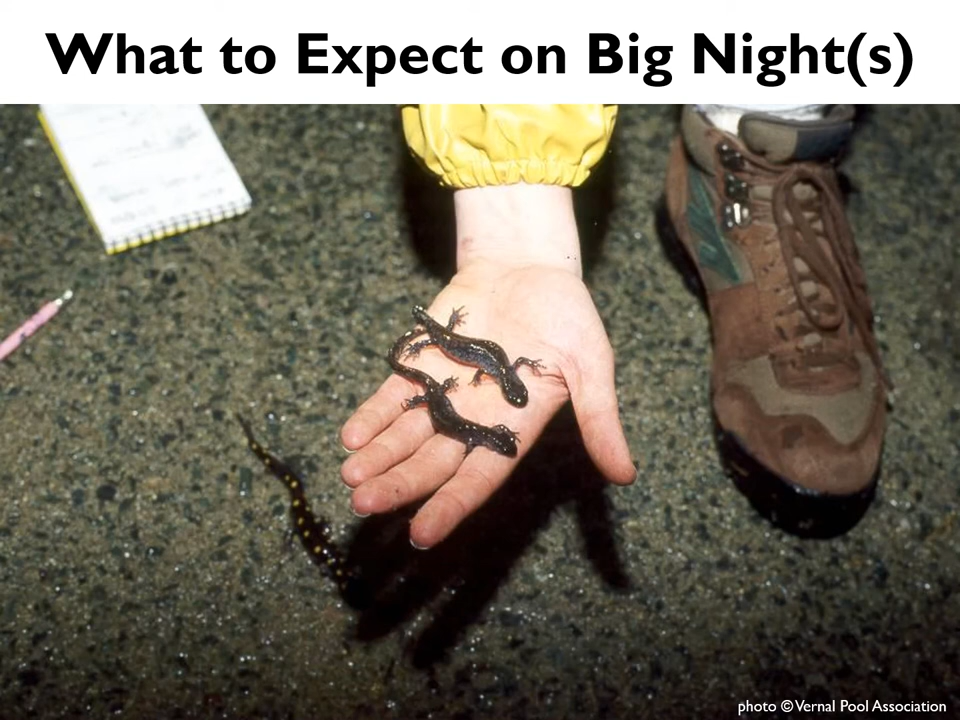 What to Expect on Big Night(s)
photo © Vernal Pool Association